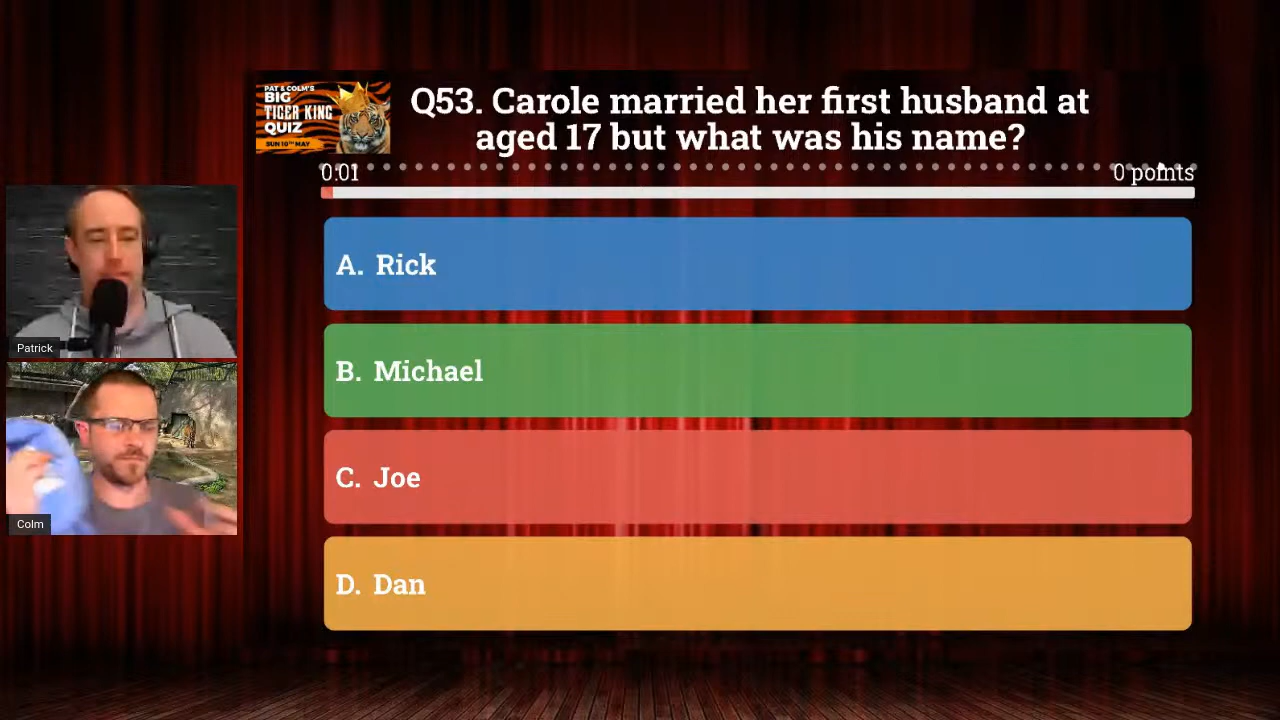 PAT & COLM'S
BIG
TIGER KING
QUIZ
SUN 10TH MAY
Q53. Carole married her first husband at
aged 17 but what was his name?
0:01
0 points
A. Rick
B. Michael
C. Joe
D. Dan
Patrick
Colm